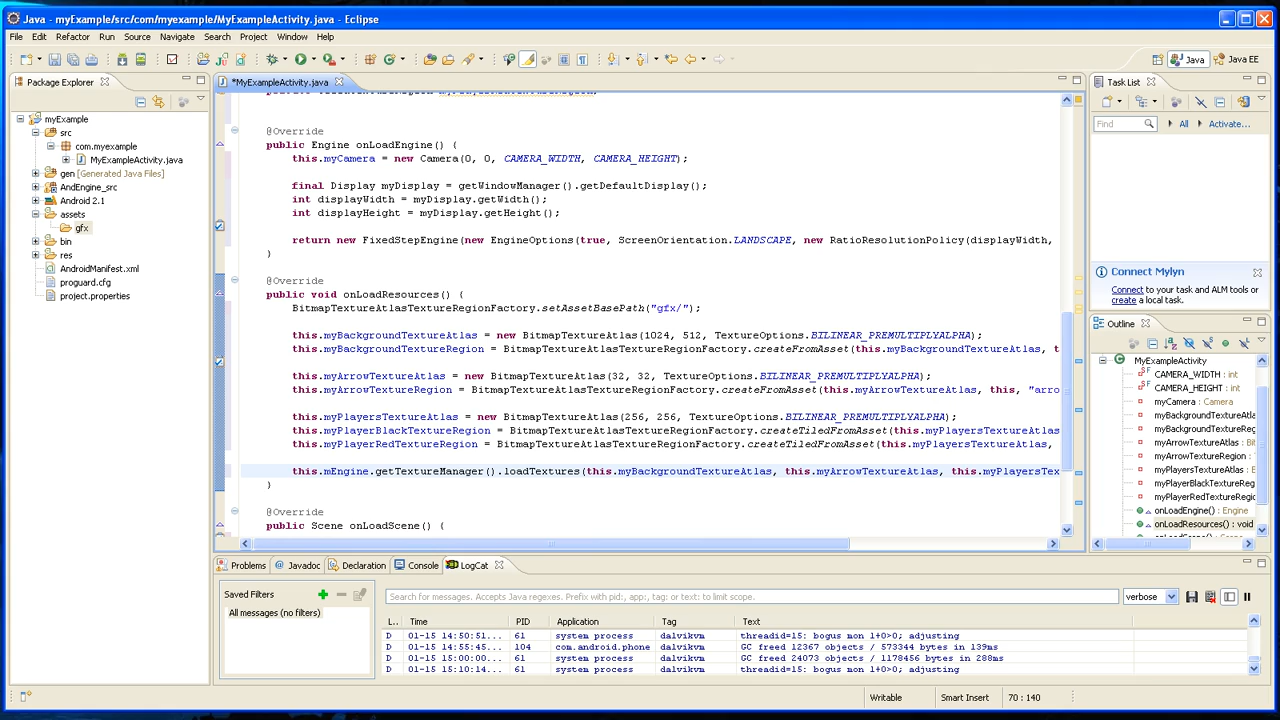 Java - myExample/src/com/myexample/MyExampleActivity.java - Eclipse
File Edit Refactor Run Source Navigate Search Project Window Help
Java Java EE
Package Explorer
myExample
src
com.myexample
MyExampleActivity.java
gen [Generated Java Files]
AndEngine_src
Android 2.1
assets
gfx
bin
res
AndroidManifest.xml
proguard.cfg
project.properties
*MyExampleActivity.java
@Override
public Engine onLoadEngine() {
this.myCamera = new Camera(0, 0, CAMERA_WIDTH, CAMERA_HEIGHT);
final Display myDisplay = getWindowManager().getDefaultDisplay();
int displayWidth = myDisplay.getWidth();
int displayHeight = myDisplay.getHeight();
return new FixedStepEngine(new EngineOptions(true, ScreenOrientation.LANDSCAPE, new RatioResolutionPolicy(displayWidth,
}
@Override
public void onLoadResources() {
BitmapTextureAtlasTextureRegionFactory.setAssetBasePath("gfx/");
this.myBackgroundTextureAtlas = new BitmapTextureAtlas(1024, 512, TextureOptions.BILINEAR_PREMULTIPLYALPHA);
this.myBackgroundTextureRegion = BitmapTextureAtlasTextureRegionFactory.createFromAsset(this.myBackgroundTextureAtlas, t
this.myArrowTextureAtlas = new BitmapTextureAtlas(32, 32, TextureOptions.BILINEAR_PREMULTIPLYALPHA);
this.myArrowTextureRegion = BitmapTextureAtlasTextureRegionFactory.createFromAsset(this.myArrowTextureAtlas, this, "arro
this.myPlayersTextureAtlas = new BitmapTextureAtlas(256, 256, TextureOptions.BILINEAR_PREMULTIPLYALPHA);
this.myPlayerBlackTextureRegion = BitmapTextureAtlasTextureRegionFactory.createTiledFromAsset(this.myPlayersTextureAtlas
this.myPlayerRedTextureRegion = BitmapTextureAtlasTextureRegionFactory.createTiledFromAsset(this.myPlayersTextureAtlas,
this.mEngine.getTextureManager().loadTextures(this.myBackgroundTextureAtlas, this.myArrowTextureAtlas, this.myPlayersTex
}
@Override
public Scene onLoadScene() {
Task List
Find All Activate...
Connect Mylyn
Connect to your task and ALM tools or
create a local task.
Outline
MyExampleActivity
CAMERA_WIDTH : int
CAMERA_HEIGHT : int
myCamera : Camera
myBackgroundTextureAtla
myBackgroundTextureReg
myArrowTextureAtlas : Bi
myArrowTextureRegion :
myPlayersTextureAtlas : E
myPlayerBlackTextureReg
myPlayerRedTextureRegi
onLoadEngine() : Engine
onLoadResources() : void
Problems Javadoc Declaration Console LogCat
Saved Filters
All messages (no filters)
Search for messages. Accepts Java regexes. Prefix with pid:, app:, tag: or text: to limit scope.
verbose
L... Time PID Application Tag Text
D 01-15 14:50:51... 61 system_process dalvikvm threadid=15: bogus mon 1+0>0; adjusting
D 01-15 14:55:45... 104 com.android.phone dalvikvm GC freed 12367 objects / 573344 bytes in 139ms
D 01-15 15:00:00... 61 system_process dalvikvm GC freed 24073 objects / 1178456 bytes in 288ms
D 01-15 15:10:14... 61 system_process dalvikvm threadid=15: bogus mon 1+0>0; adjusting
Writable Smart Insert 70 : 140